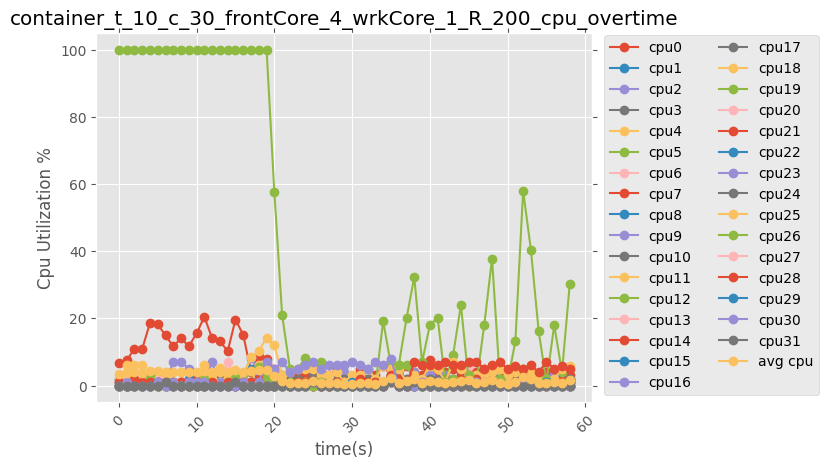 container_t_10_c_30_frontCore_4_wrkCore_1_R_200_cpu_overtime
100
80
60
40
20
0
Cpu Utilization %
0
10
20
30
40
50
60
time(s)
cpu0
cpu1
cpu2
cpu3
cpu4
cpu5
cpu6
cpu7
cpu8
cpu9
cpu10
cpu11
cpu12
cpu13
cpu14
cpu15
cpu16
cpu17
cpu18
cpu19
cpu20
cpu21
cpu22
cpu23
cpu24
cpu25
cpu26
cpu27
cpu28
cpu29
cpu30
cpu31
avg cpu